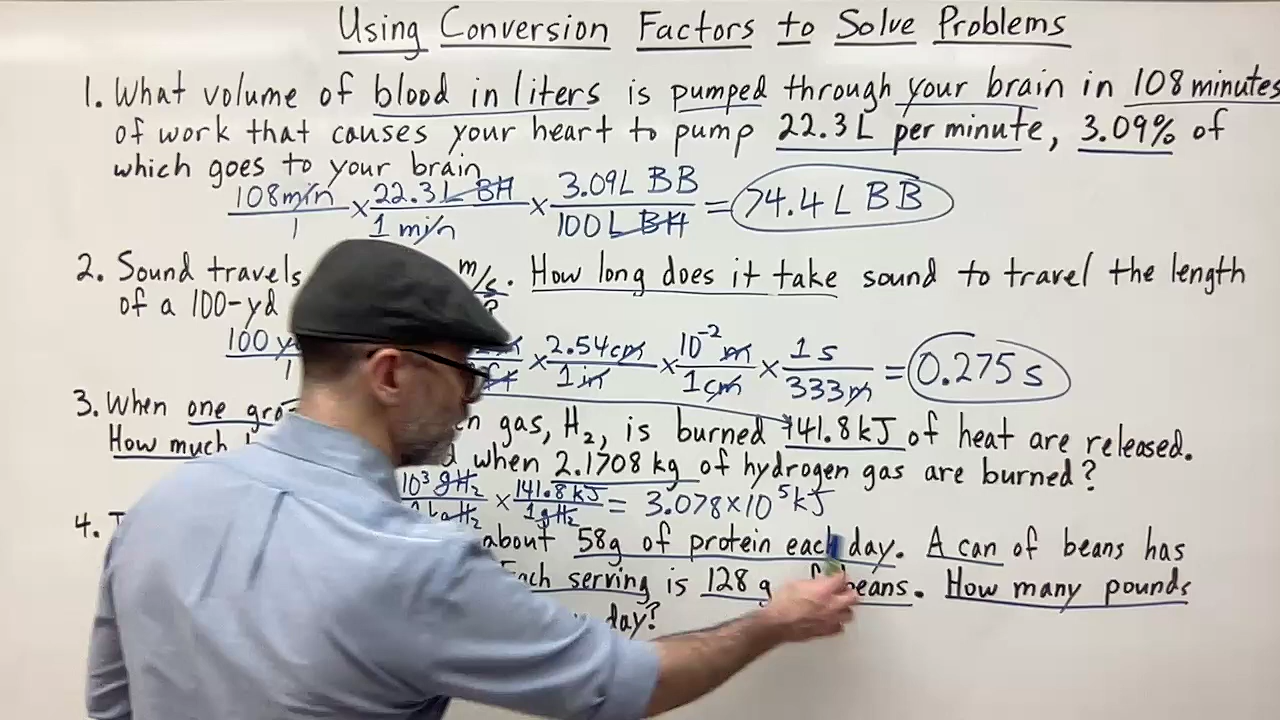 Using Conversion Factors to Solve Problems
1. What volume of blood in liters is pumped through your brain in 108 minutes
of work that causes your heart to pump 22.3 L per minute, 3.09% of
which goes to your brain
108 min/1 × 22.3 L BH/1 min × 3.09 L BB/100 L BH = 74.4 L BB
2. Sound travels m/s. How long does it take sound to travel the length
of a 100-yd ?
100 /1 × 2.54 cm/1 in × 10⁻² m/1 cm × 1 s/333 m = 0.275 s
3. When one gas, H₂, is burned 141.8 kJ of heat are released.
How much when 2.1708 kg of hydrogen gas are burned?
10³ g H₂/1 kg H₂ × 141.8 kJ/1 g H₂ = 3.078 × 10⁵ kJ
4. about 58g of protein each day. A can of beans has
Each serving is 128 g beans. How many pounds
day?